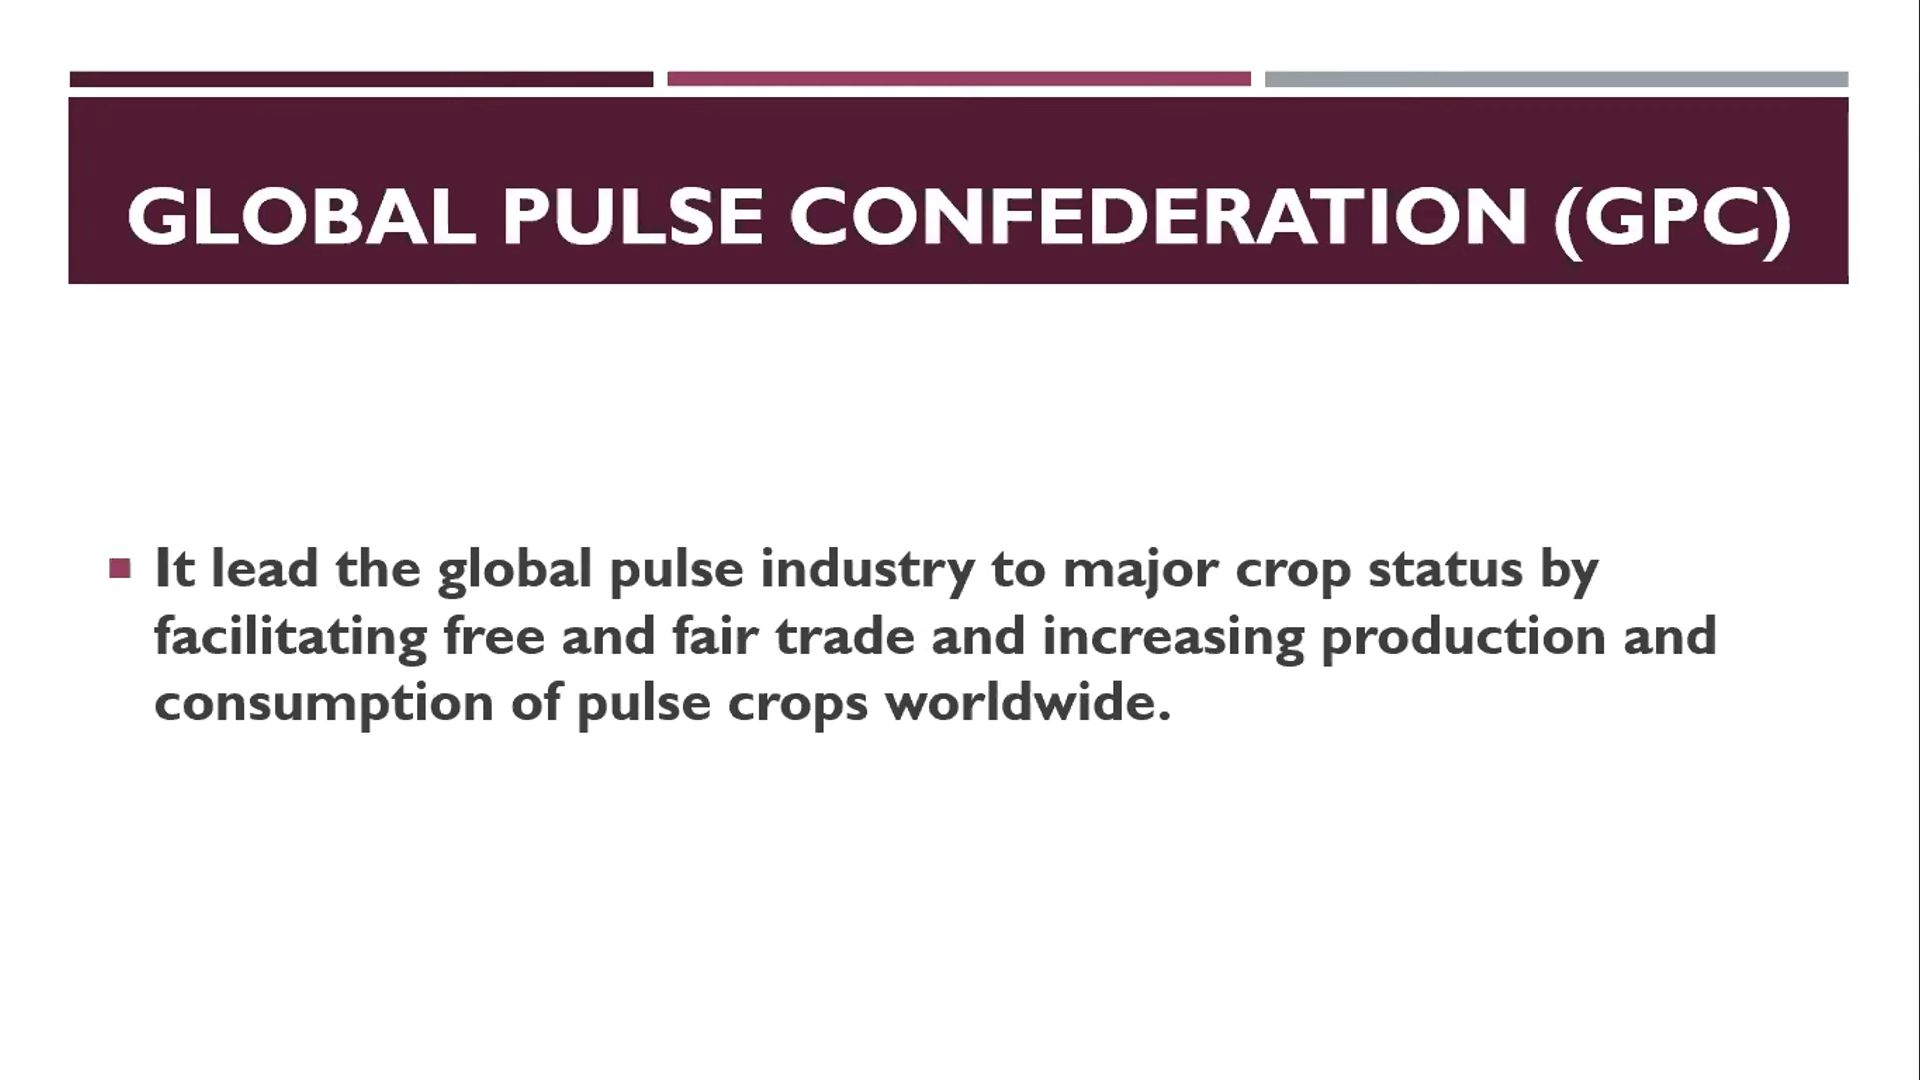 GLOBAL PULSE CONFEDERATION (GPC)
It lead the global pulse industry to major crop status by
facilitating free and fair trade and increasing production and
consumption of pulse crops worldwide.